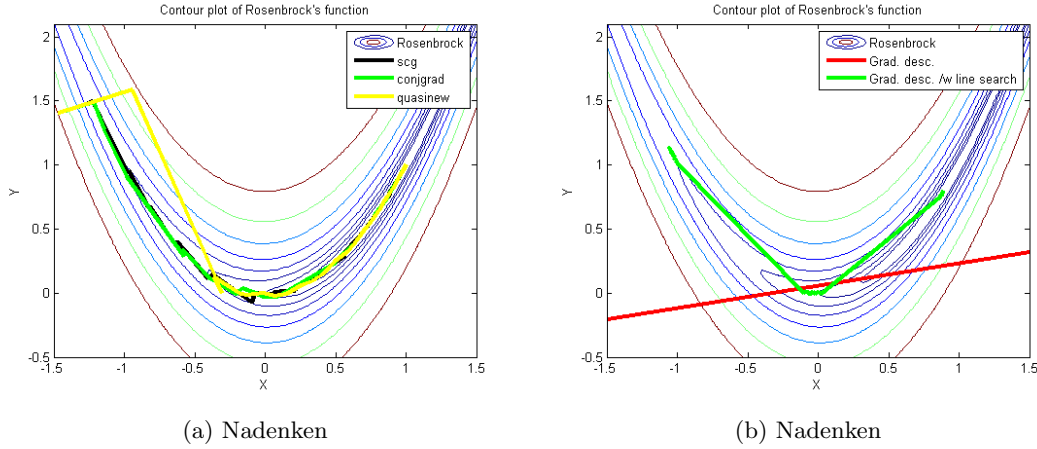 Contour plot of Rosenbrock's function
Rosenbrock
scg
conjgrad
quasinew
Y
2
1.5
1
0.5
0
-0.5
-1.5
-1
-0.5
0
0.5
1
1.5
X
(a) Nadenken
Contour plot of Rosenbrock's function
Rosenbrock
Grad. desc.
Grad. desc. /w line search
Y
2
1.5
1
0.5
0
-0.5
-1.5
-1
-0.5
0
0.5
1
1.5
X
(b) Nadenken